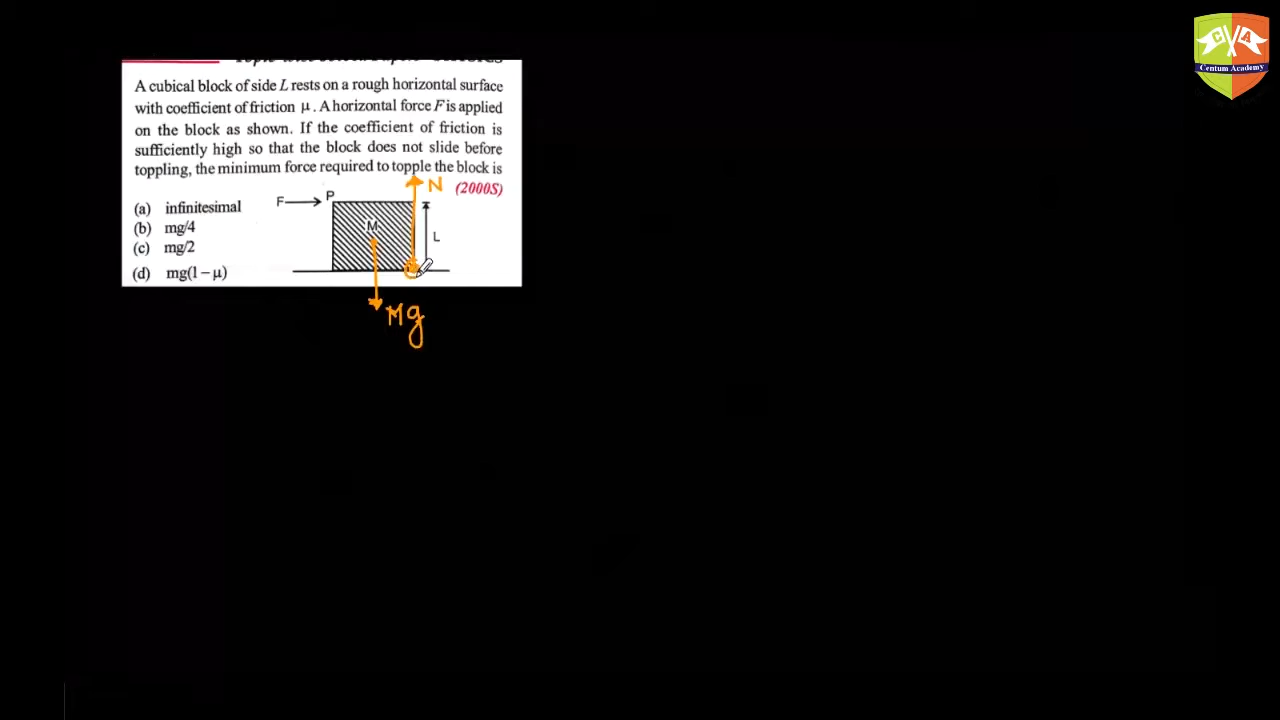 C A
Centum Academy
A cubical block of side L rests on a rough horizontal surface
with coefficient of friction μ. A horizontal force F is applied
on the block as shown. If the coefficient of friction is
sufficiently high so that the block does not slide before
toppling, the minimum force required to topple the block is
(2000S)
(a) infinitesimal
(b) mg/4
(c) mg/2
(d) mg(1 – μ)
F P N
M
L
Mg